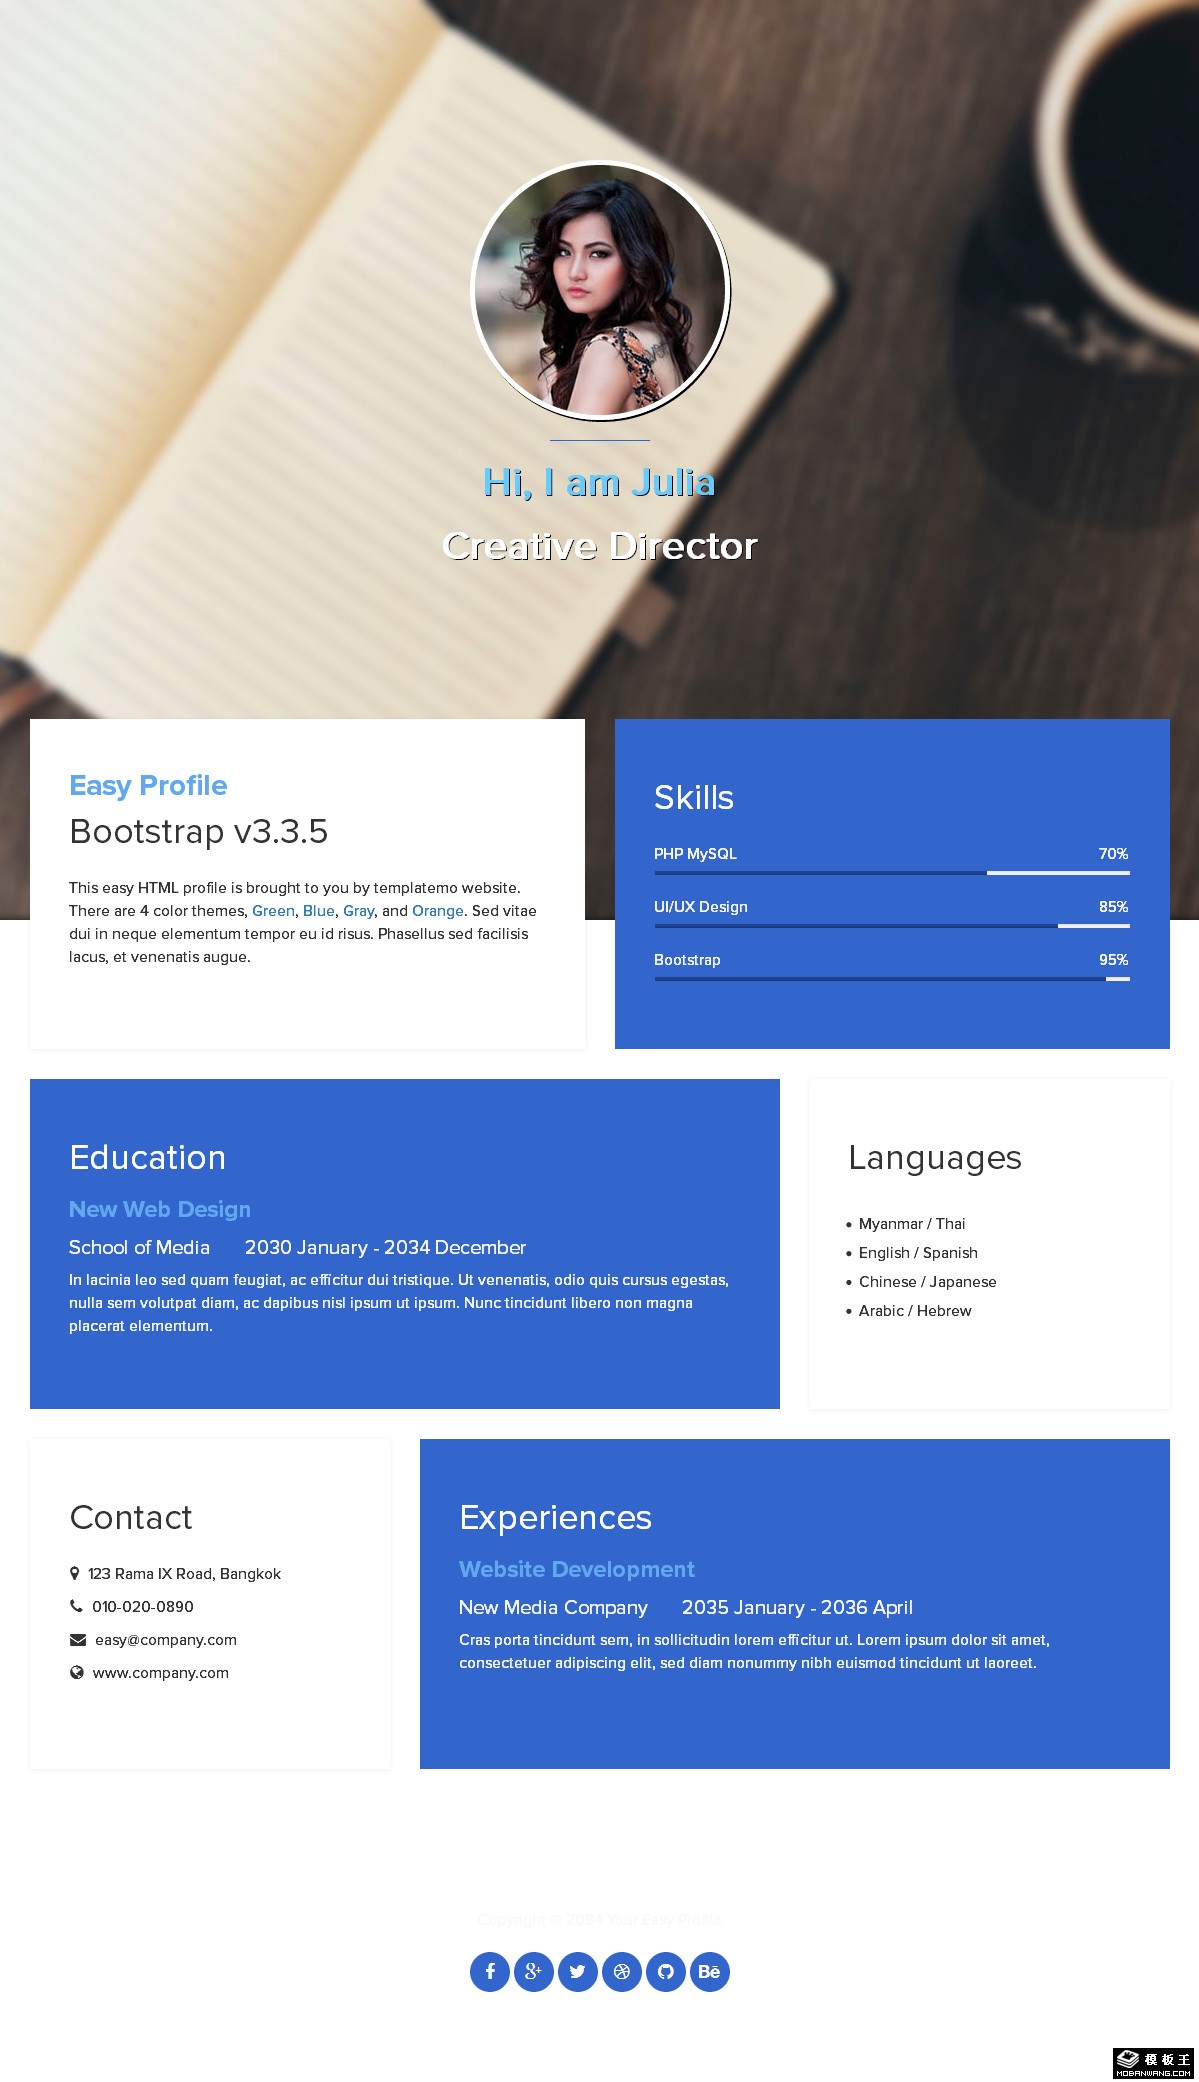 Hi, I am Julia
Creative Director
Easy Profile
Bootstrap v3.3.5
This easy HTML profile is brought to you by templatemo website.
There are 4 color themes, Green, Blue, Gray, and Orange. Sed vitae
dui in neque elementum tempor eu id risus. Phasellus sed facilisis
lacus, et venenatis augue.
Skills
PHP MySQL 70%
UI/UX Design 85%
Bootstrap 95%
Education
New Web Design
School of Media 2030 January - 2034 December
In lacinia leo sed quam feugiat, ac efficitur dui tristique. Ut venenatis, odio quis cursus egestas,
nulla sem volutpat diam, ac dapibus nisl ipsum ut ipsum. Nunc tincidunt libero non magna
placerat elementum.
Languages
• Myanmar / Thai
• English / Spanish
• Chinese / Japanese
• Arabic / Hebrew
Contact
123 Rama IX Road, Bangkok
010-020-0890
easy@company.com
www.company.com
Experiences
Website Development
New Media Company 2035 January - 2036 April
Cras porta tincidunt sem, in sollicitudin lorem efficitur ut. Lorem ipsum dolor sit amet,
consectetuer adipiscing elit, sed diam nonummy nibh euismod tincidunt ut laoreet.
Copyright © 2084 Your Easy Profile
f g+ Bē
模板王
MOBANWANG.COM